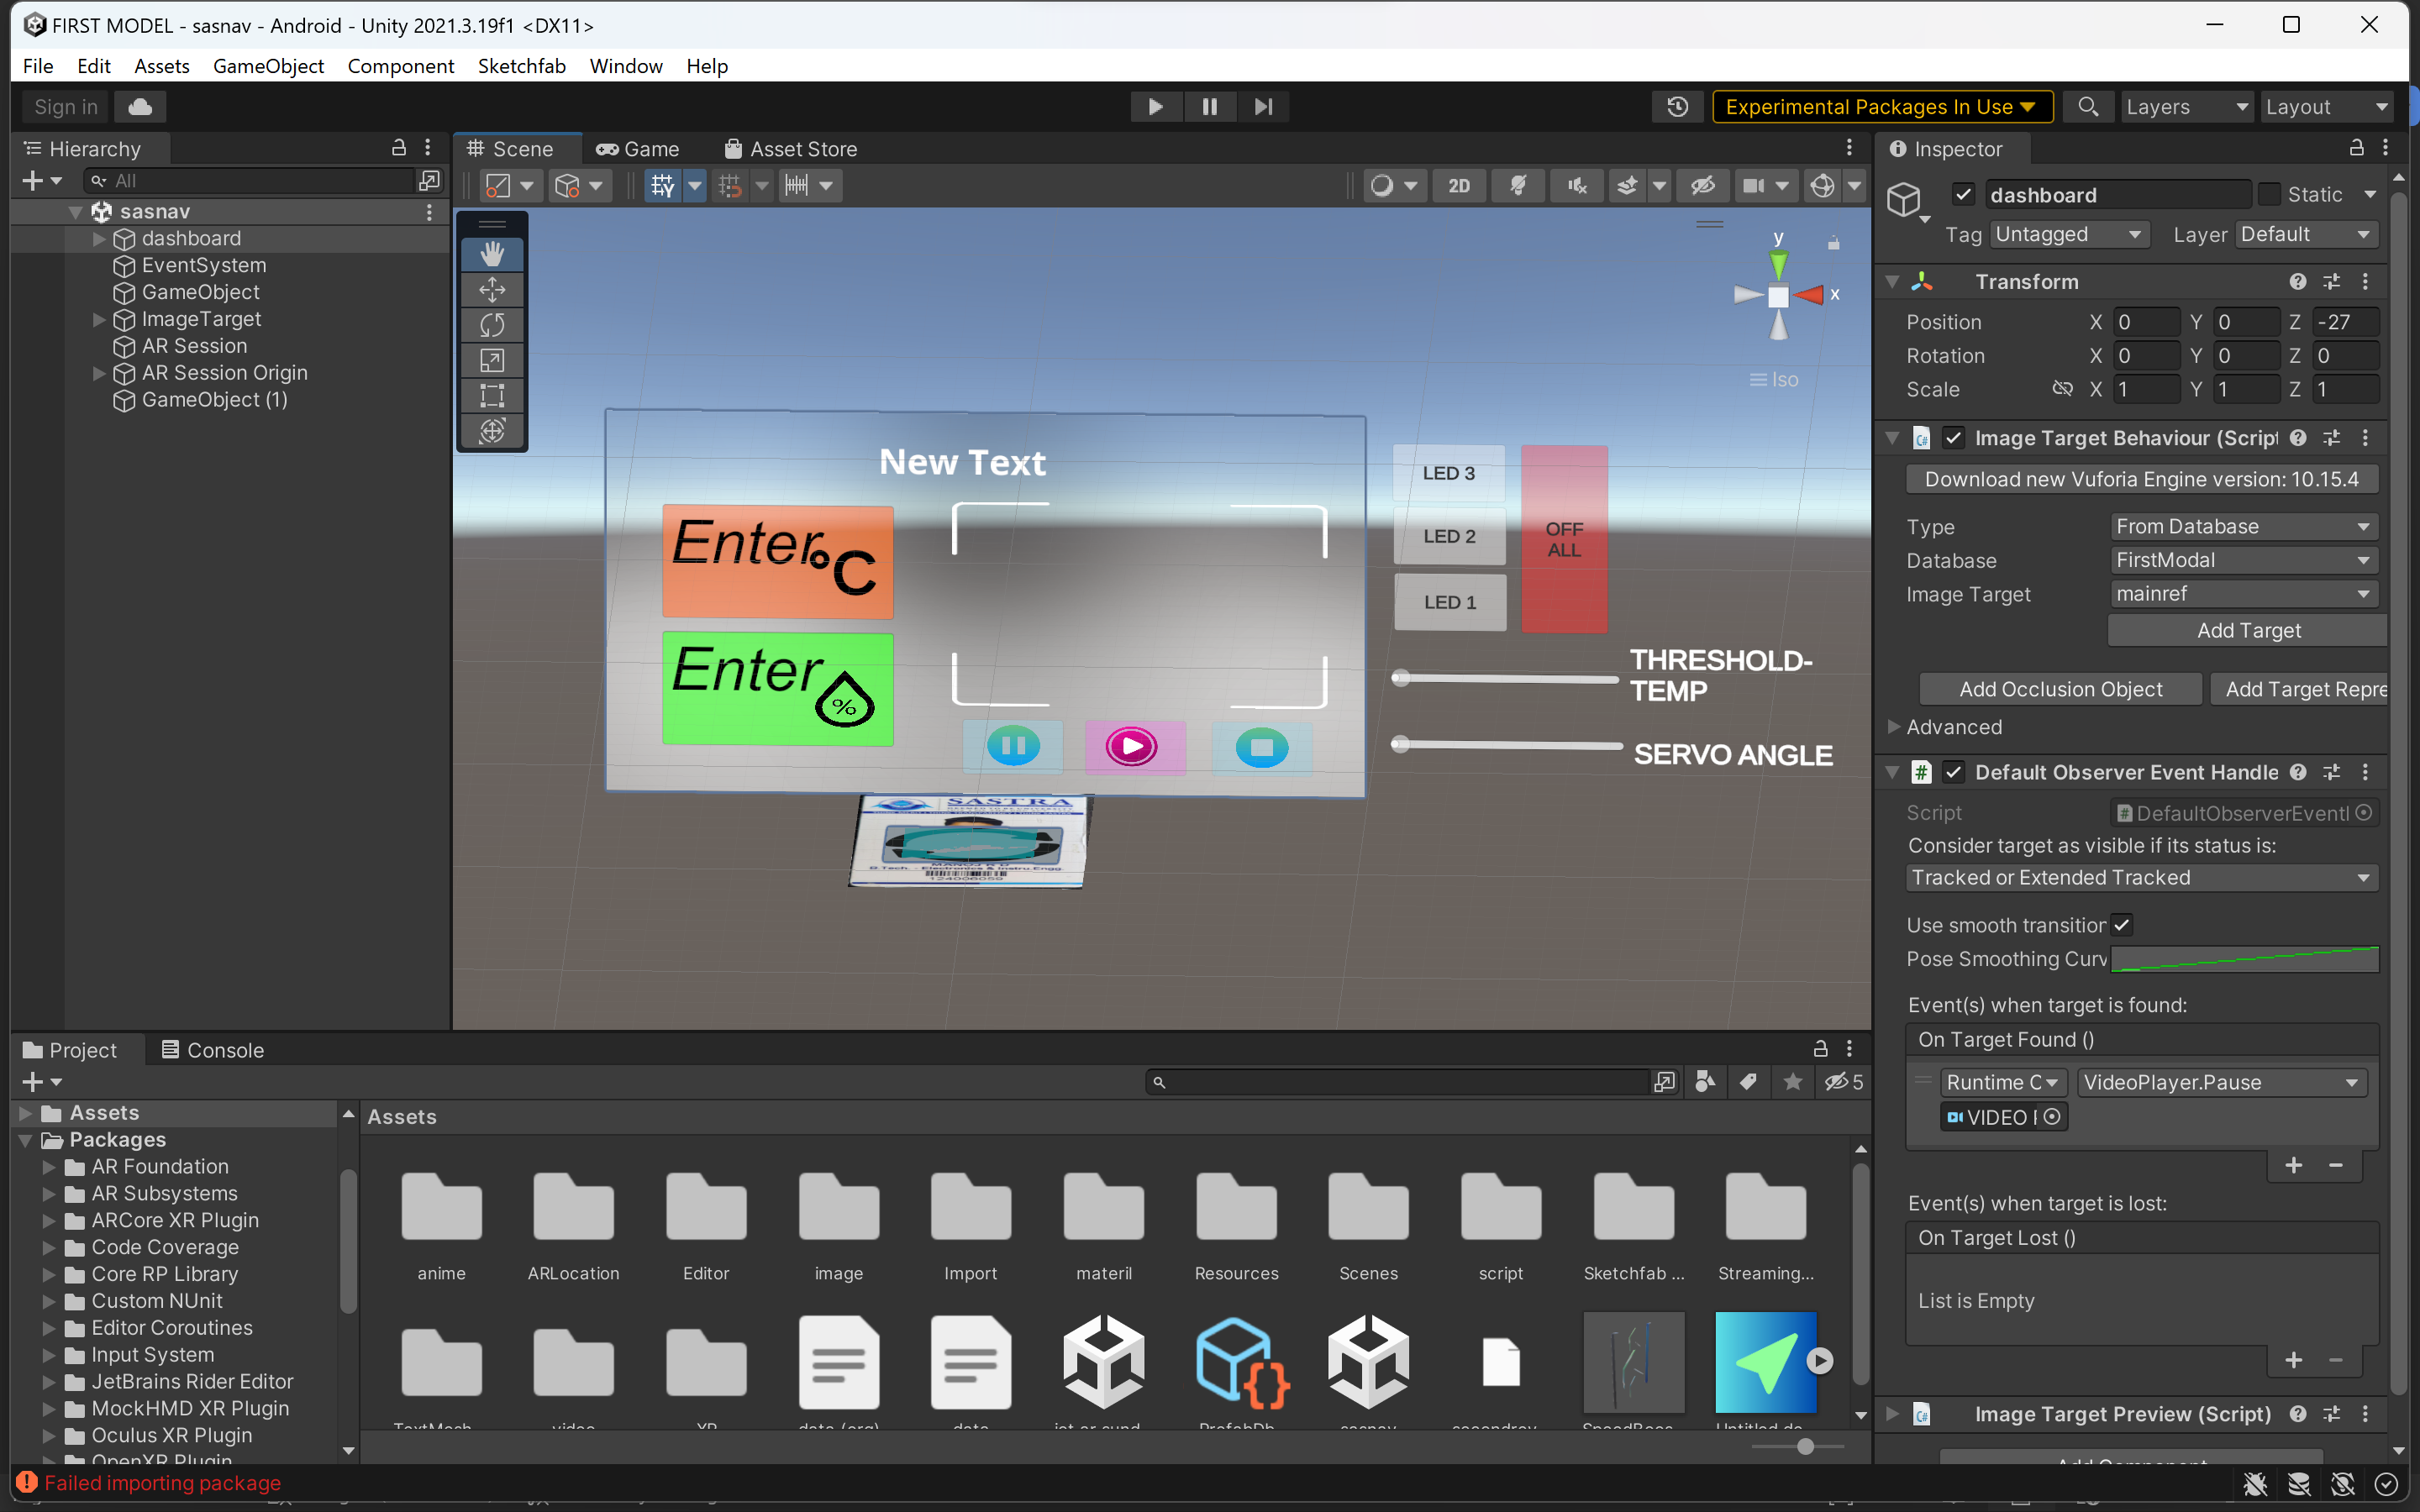 FIRST MODEL - sasnav - Android - Unity 2021.3.19f1 <DX11>
File Edit Assets GameObject Component Sketchfab Window Help
Sign in
Experimental Packages In Use
Layers
Layout
Hierarchy
All
sasnav
dashboard
EventSystem
GameObject
ImageTarget
AR Session
AR Session Origin
GameObject (1)
Scene
Game
Asset Store
2D
y
x
Iso
New Text
Enter
°C
Enter
%
LED 3
LED 2
LED 1
OFF
ALL
THRESHOLD-
TEMP
SERVO ANGLE
SASTRA
B.Tech. - Electronics & Instru.Engg.
Inspector
dashboard
Static
Tag Untagged Layer Default
Transform
Position X 0 Y 0 Z -27
Rotation X 0 Y 0 Z 0
Scale X 1 Y 1 Z 1
Image Target Behaviour (Script
Download new Vuforia Engine version: 10.15.4
Type From Database
Database FirstModal
Image Target mainref
Add Target
Add Occlusion Object Add Target Repre
Advanced
Default Observer Event Handle
Script DefaultObserverEventI
Consider target as visible if its status is:
Tracked or Extended Tracked
Use smooth transition
Pose Smoothing Curv
Event(s) when target is found:
On Target Found ()
Runtime C VideoPlayer.Pause
VIDEO
Event(s) when target is lost:
On Target Lost ()
List is Empty
Image Target Preview (Script)
Project
Console
5
Assets
Packages
AR Foundation
AR Subsystems
ARCore XR Plugin
Code Coverage
Core RP Library
Custom NUnit
Editor Coroutines
Input System
JetBrains Rider Editor
MockHMD XR Plugin
Oculus XR Plugin
OpenXR Plugin
Assets
anime
ARLocation
Editor
image
Import
materil
Resources
Scenes
script
Sketchfab ...
Streaming...
Failed importing package